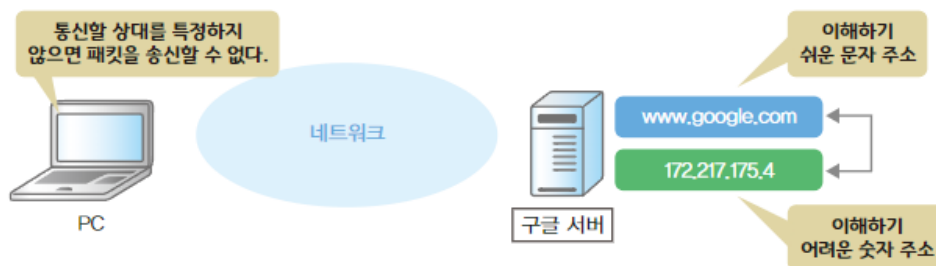 통신할 상대를 특정하지
않으면 패킷을 송신할 수 없다.
이해하기
쉬운 문자 주소
네트워크
www.google.com
172.217.175.4
PC
구글 서버
이해하기
어려운 숫자 주소